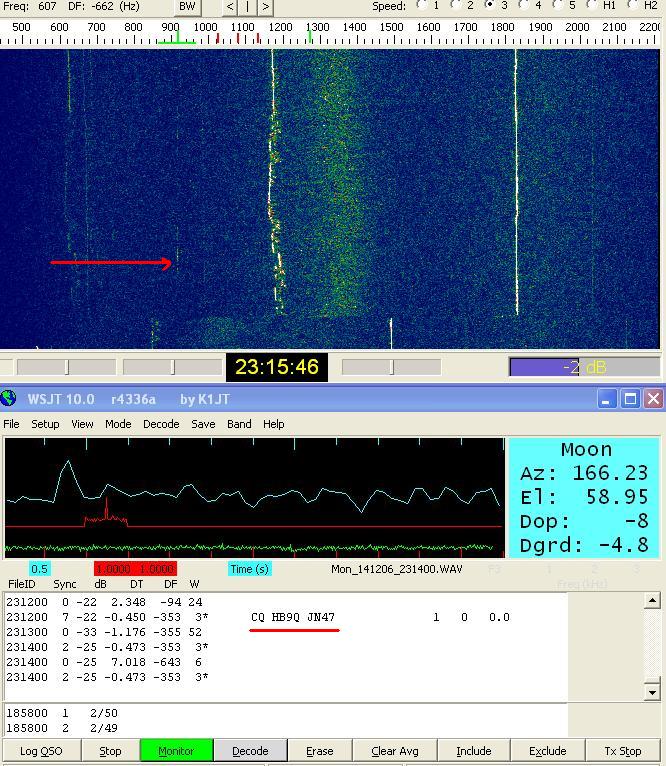 Freq: 607 DF: -662 (Hz) BW < | > Speed: 1 2 3 4 5 H1 H2
500 600 700 800 900 1000 1100 1200 1300 1400 1500 1600 1700 1800 1900 2000 2100 2200
23:15:46 -2 dB
WSJT 10.0 r4336a by K1JT
File Setup View Mode Decode Save Band Help
Moon
Az: 166.23
El: 58.95
Dop: -8
Dgrd: -4.8
0.5 1.0000 1.0000 Time (s) Mon_141206_231400.WAV F3 1 2 3
FileID Sync dB DT DF W Freq (kHz)
231200 0 -22 2.348 -94 24
231200 7 -22 -0.450 -353 3* CQ HB9Q JN47 1 0 0.0
231300 0 -33 -1.176 -355 52
231400 2 -25 -0.473 -353 3*
231400 0 -25 7.018 -643 6
231400 2 -25 -0.473 -353 3*
185800 1 2/50
185800 2 2/49
Log QSO Stop Monitor Decode Erase Clear Avg Include Exclude Tx Stop